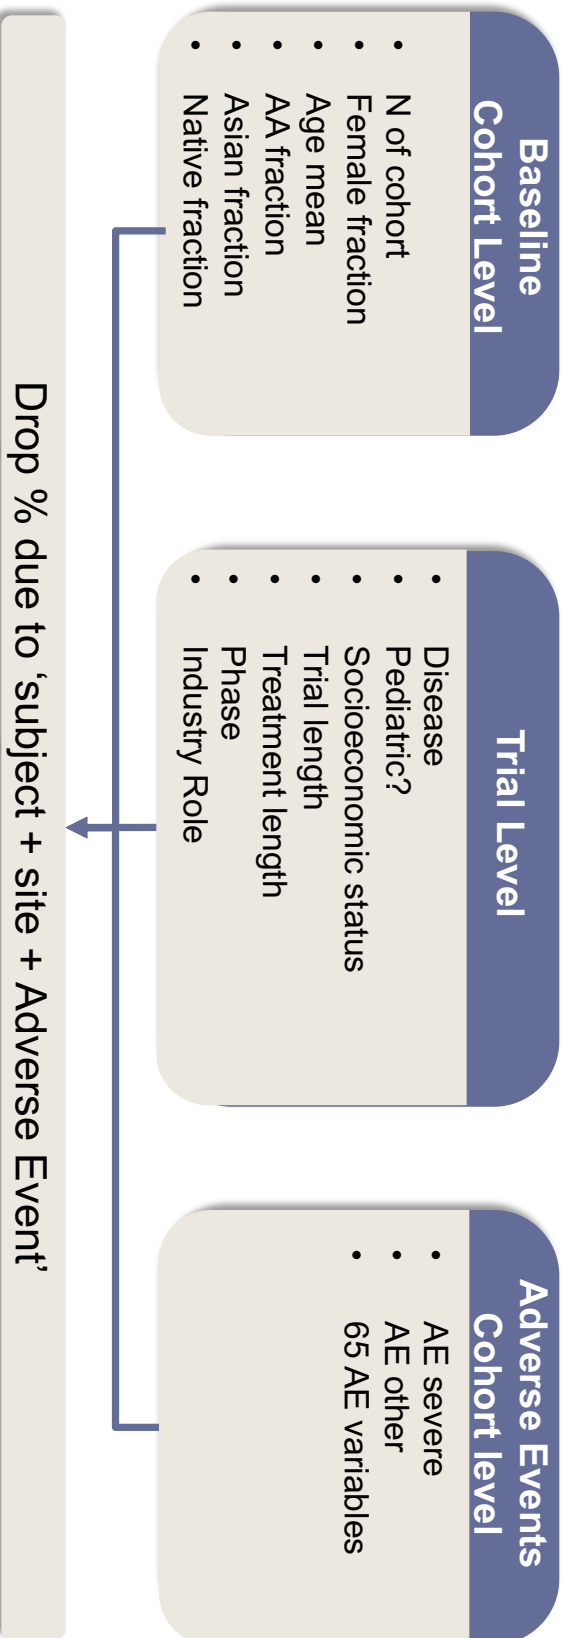 Baseline
Cohort Level
• N of cohort
• Female fraction
• Age mean
• AA fraction
• Asian fraction
• Native fraction
Trial Level
• Disease
• Pediatric?
• Socioeconomic status
• Trial length
• Treatment length
• Phase
• Industry Role
Adverse Events
Cohort level
• AE severe
• AE other
• 65 AE variables
Drop % due to ‘subject + site + Adverse Event’